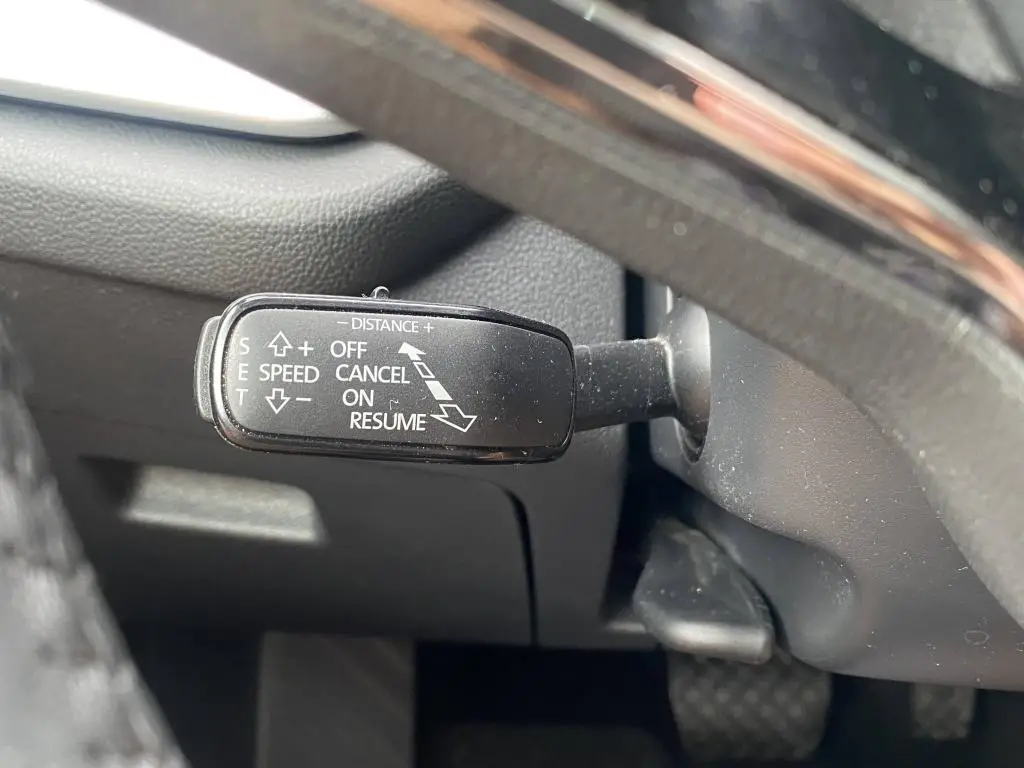 - DISTANCE +
S + OFF
E SPEED CANCEL
T - ON
RESUME